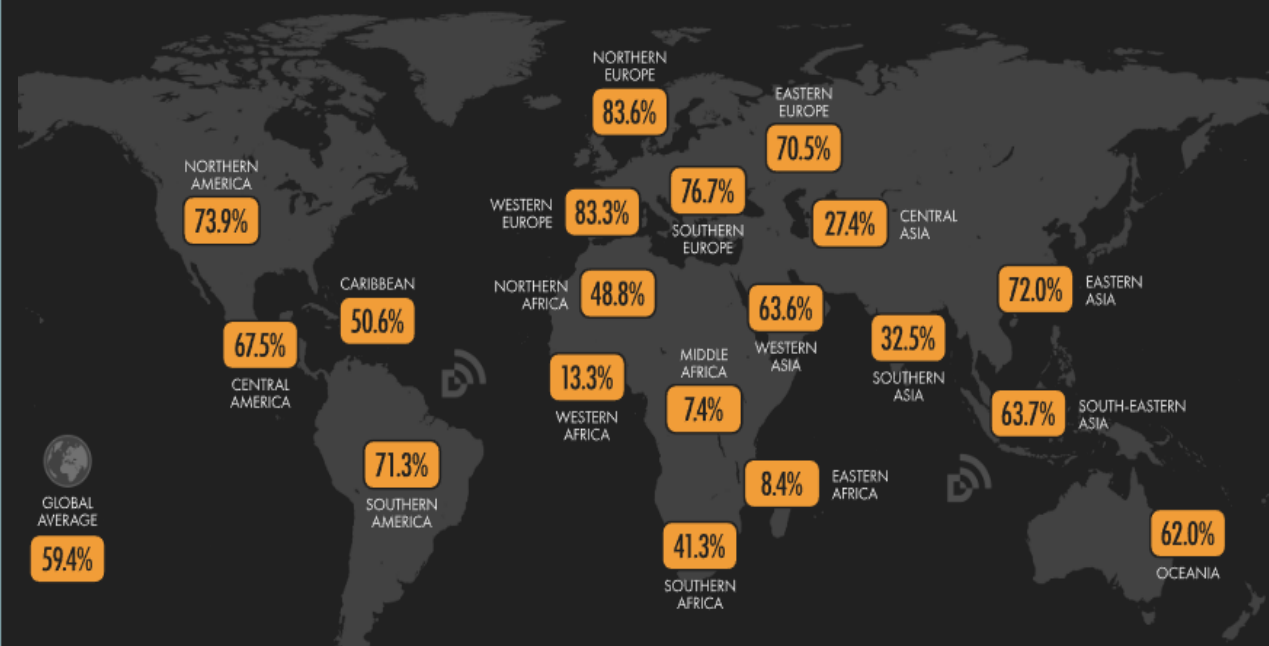 NORTHERN
EUROPE
83.6%
EASTERN
EUROPE
70.5%
NORTHERN
AMERICA
73.9%
WESTERN
EUROPE
83.3%
76.7%
SOUTHERN
EUROPE
27.4%
CENTRAL
ASIA
CARIBBEAN
50.6%
NORTHERN
AFRICA
48.8%
63.6%
WESTERN
ASIA
72.0%
EASTERN
ASIA
67.5%
CENTRAL
AMERICA
32.5%
SOUTHERN
ASIA
13.3%
WESTERN
AFRICA
MIDDLE
AFRICA
7.4%
63.7%
SOUTH-EASTERN
ASIA
71.3%
SOUTHERN
AMERICA
8.4%
EASTERN
AFRICA
GLOBAL
AVERAGE
59.4%
41.3%
SOUTHERN
AFRICA
62.0%
OCEANIA